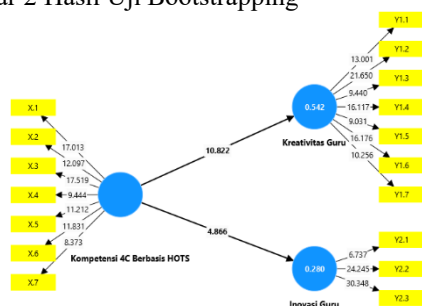 ar 2 Hasil Uji Bootstrapping
Y1.1
Y1.2
13.001
21.650
Y1.3
9.440
X.1
0.542
16.117
Y1.4
9.031
X.2
17.013
16.176
Y1.5
12.097
Kreativitas Guru
10.256
X.3
17.519
10.822
Y1.6
X.4
9.444
Y1.7
11.212
X.5
4.866
11.831
Y2.1
X.6
8.373
Kompetensi 4C Berbasis HOTS
6.737
X.7
0.280
24.245
Y2.2
30.348
Inovasi Guru
Y2.3